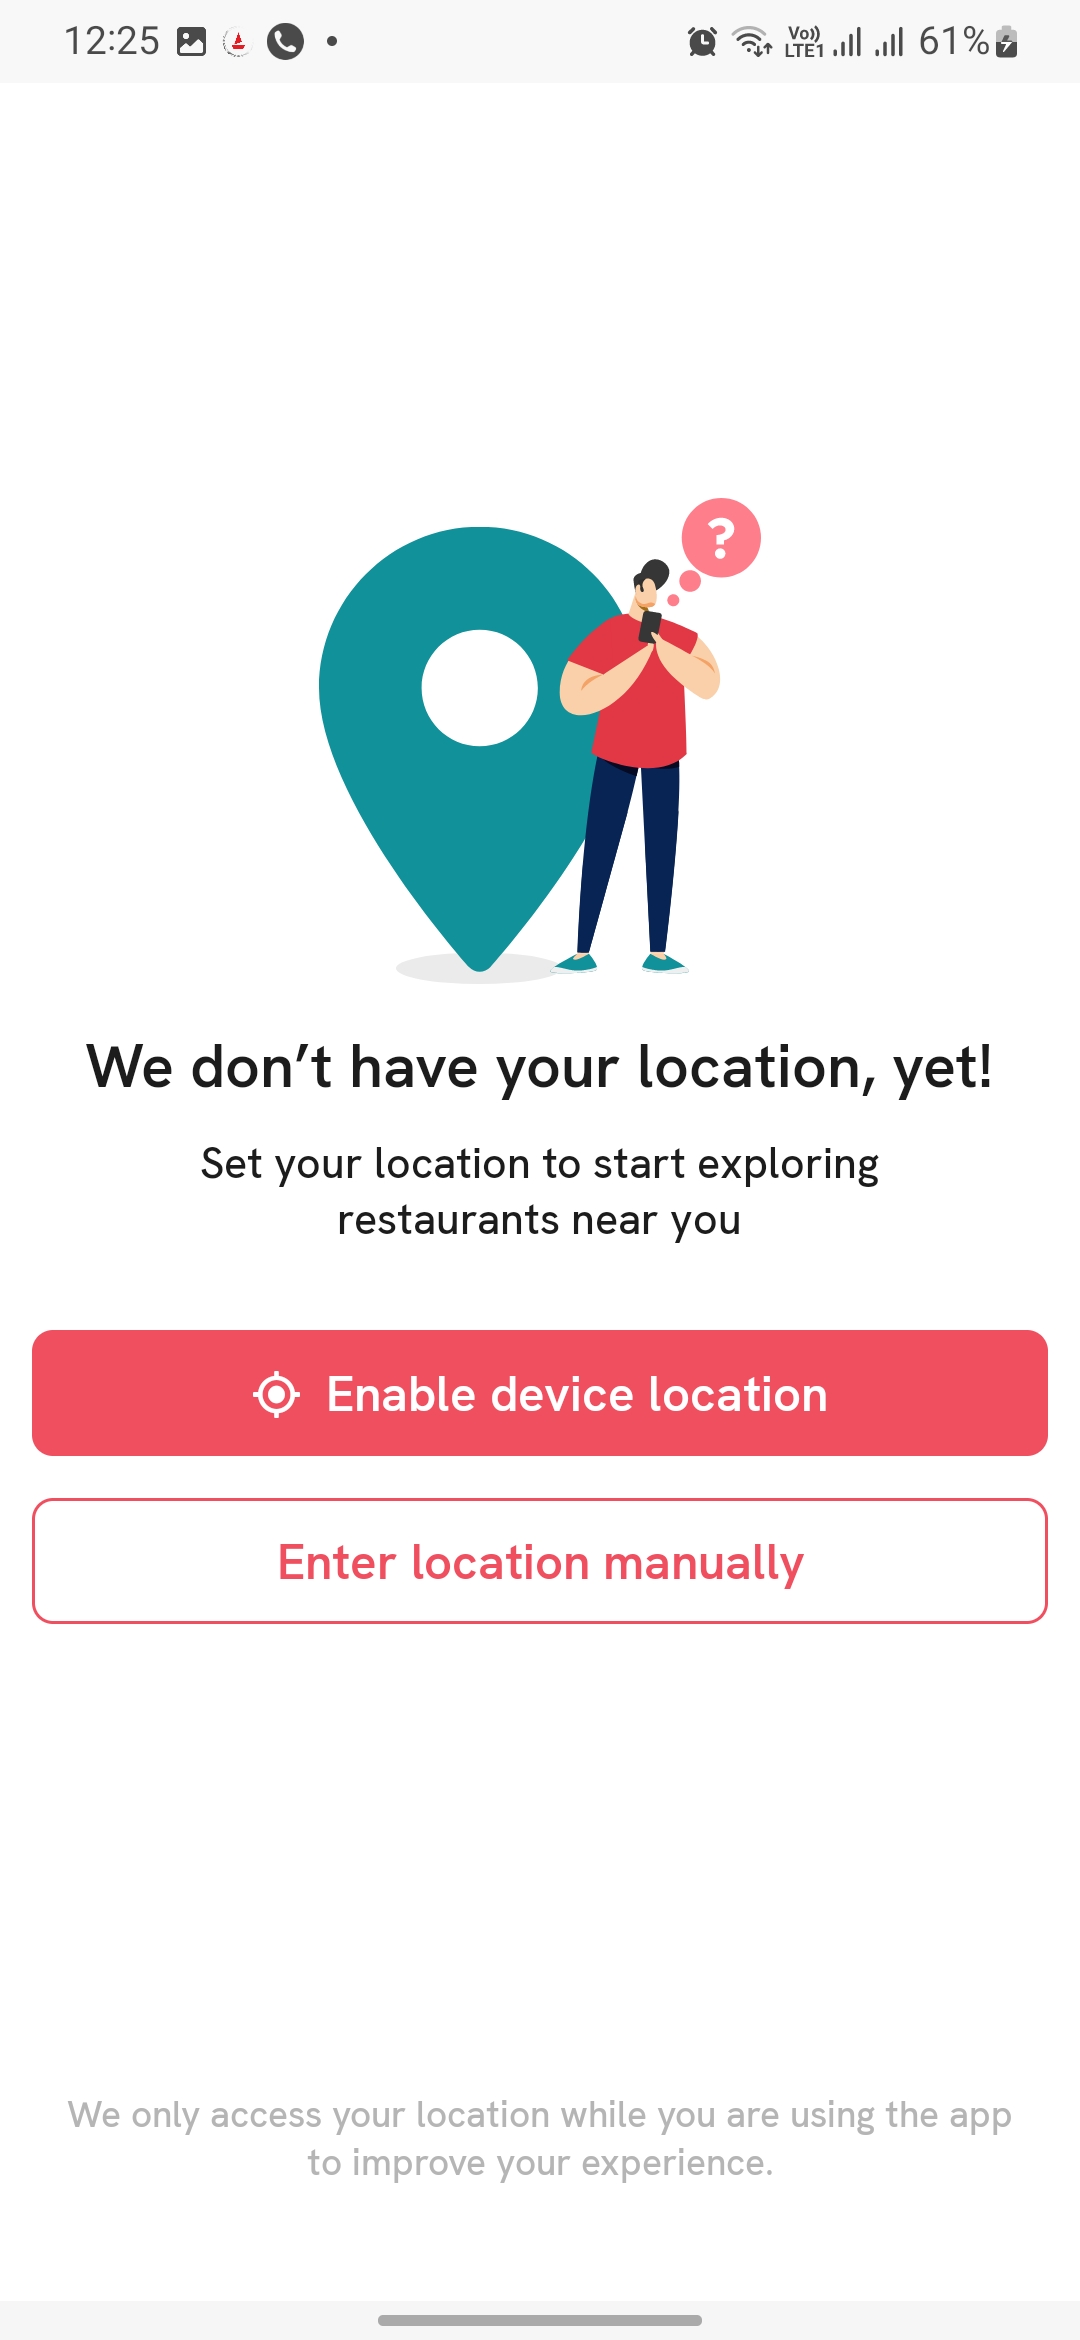 12:25
Vo)) LTE1 61%
?
We don’t have your location, yet!
Set your location to start exploring
restaurants near you
Enable device location
Enter location manually
We only access your location while you are using the app
to improve your experience.